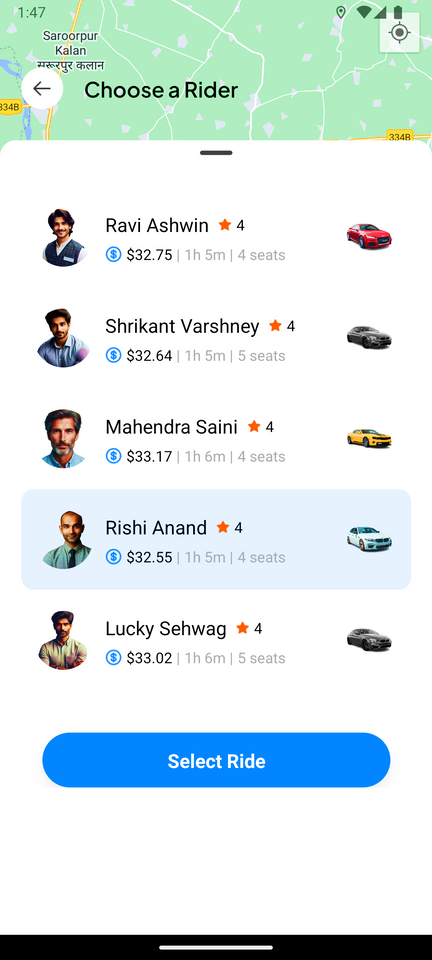 1:47
Saroorpur
Kalan
सरूरपुर कलान
334B
Choose a Rider
334B
Ravi Ashwin 4
$32.75 | 1h 5m | 4 seats
Shrikant Varshney 4
$32.64 | 1h 5m | 5 seats
Mahendra Saini 4
$33.17 | 1h 6m | 4 seats
Rishi Anand 4
$32.55 | 1h 5m | 4 seats
Lucky Sehwag 4
$33.02 | 1h 6m | 5 seats
Select Ride